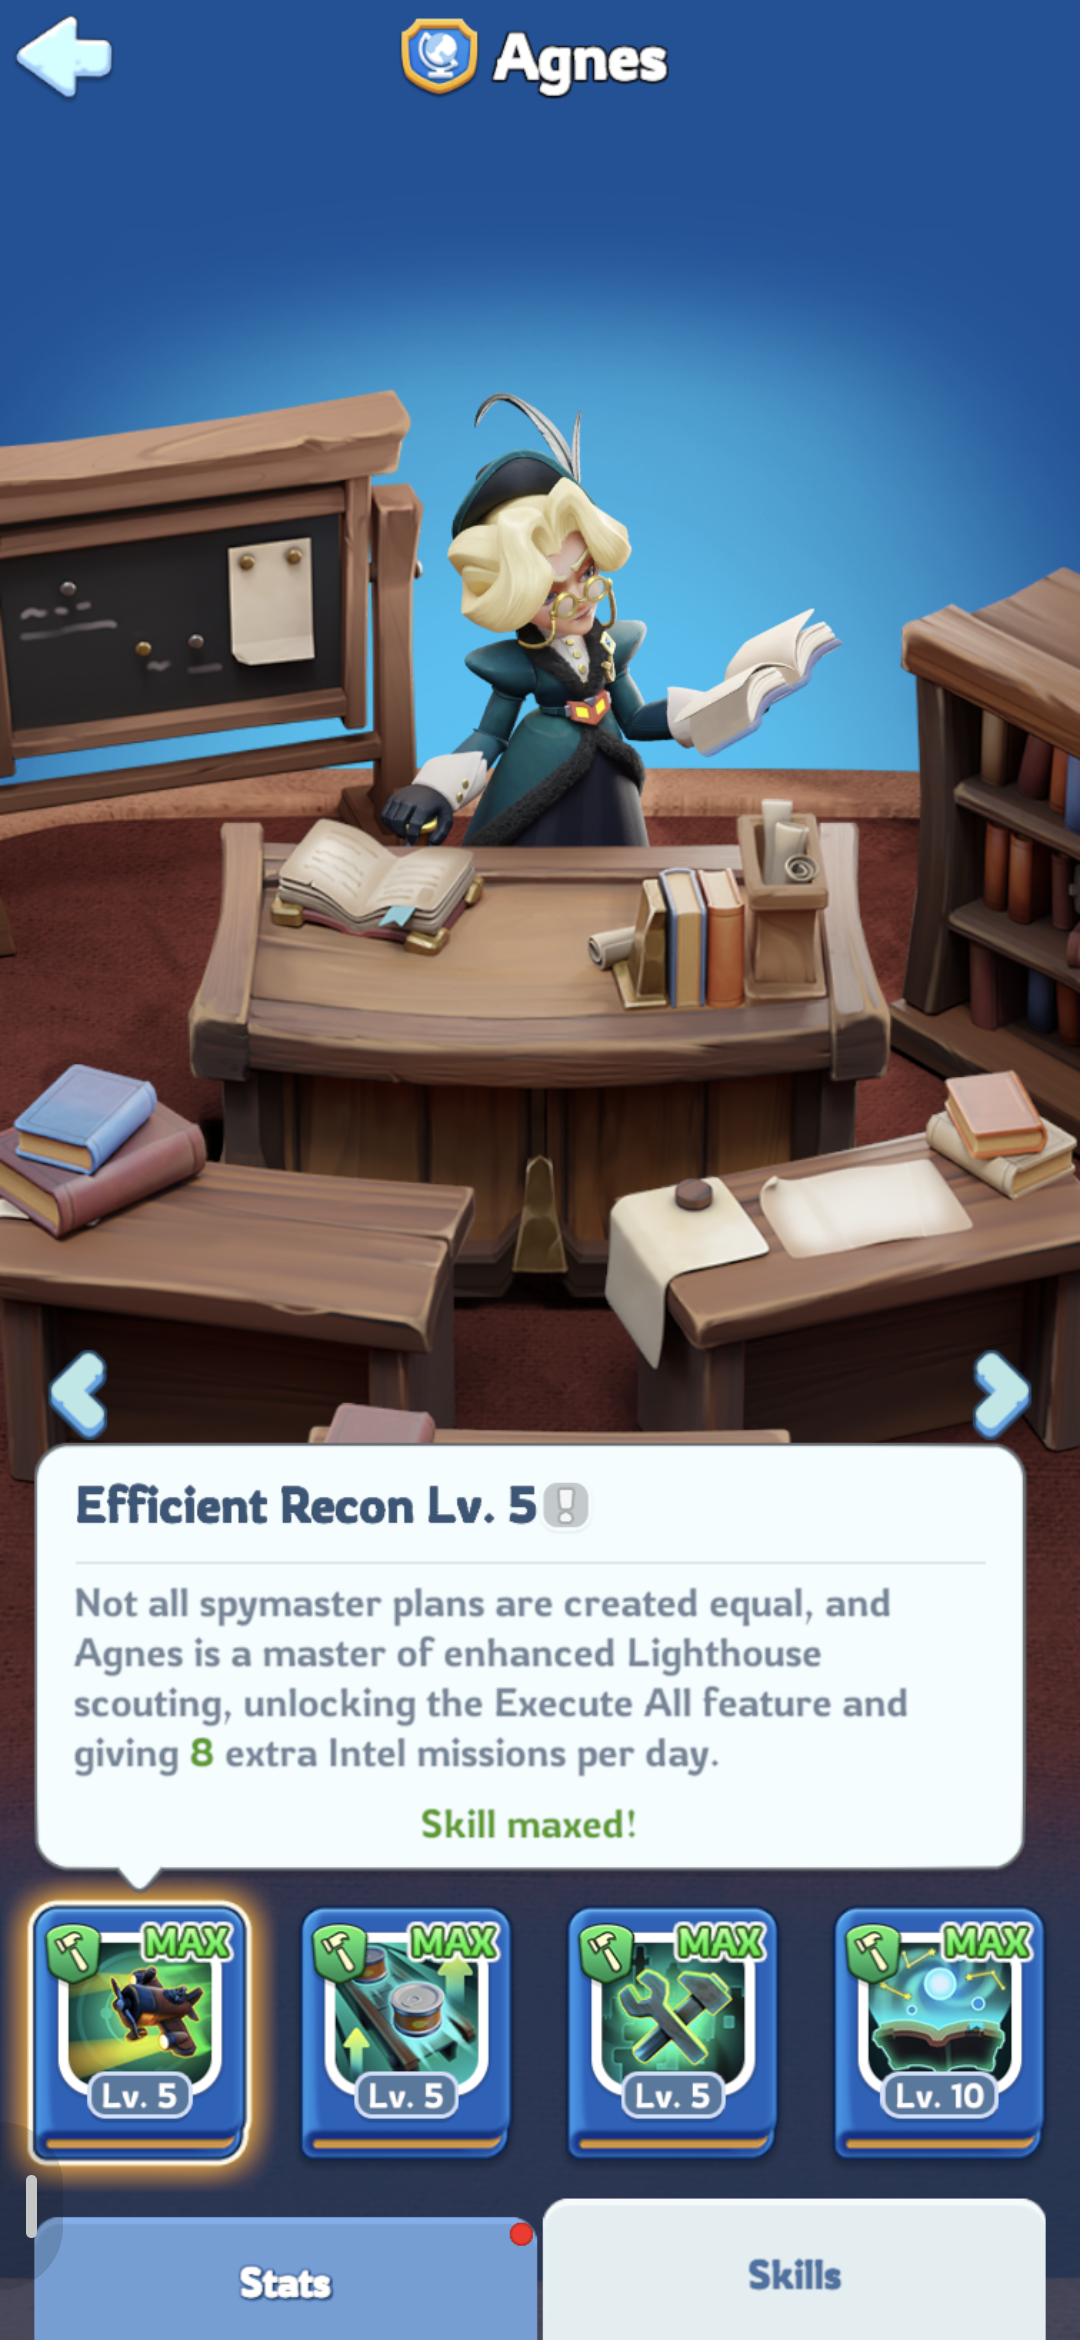 Agnes
Efficient Recon Lv. 5
Not all spymaster plans are created equal, and
Agnes is a master of enhanced Lighthouse
scouting, unlocking the Execute All feature and
giving 8 extra Intel missions per day.
Skill maxed!
MAX
MAX
MAX
MAX
Lv. 5
Lv. 5
Lv. 5
Lv. 10
Stats
Skills